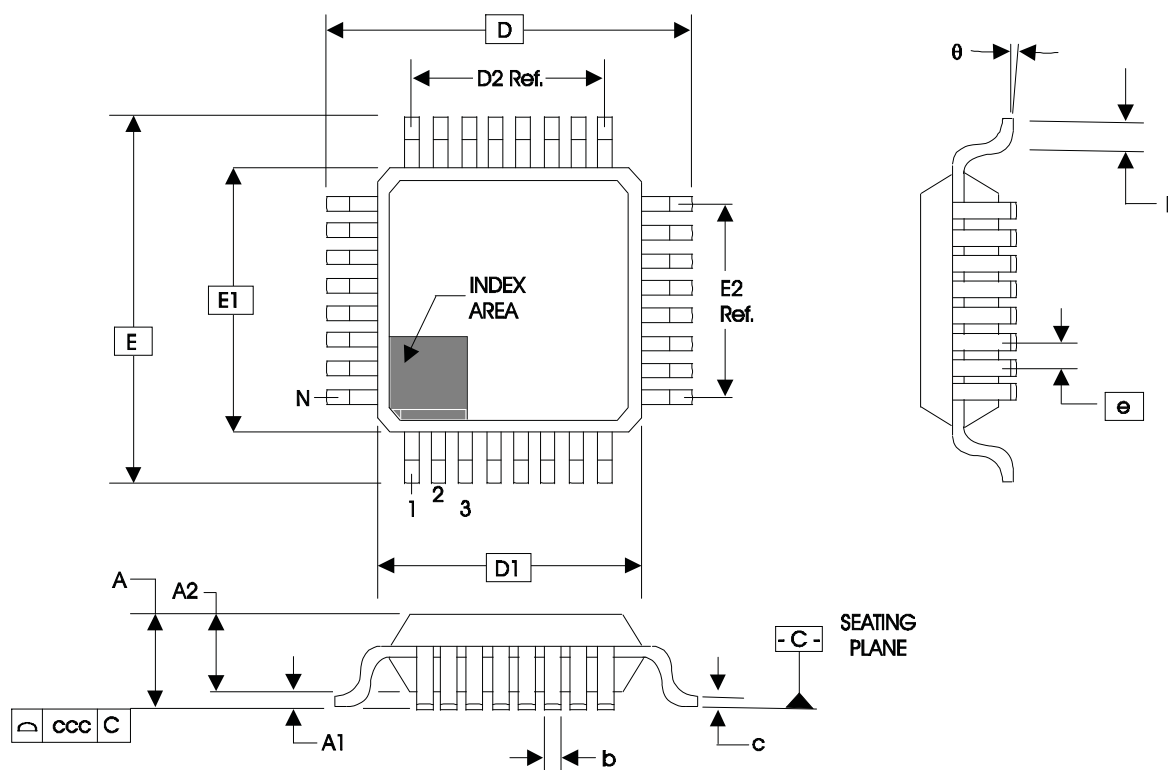 D
θ
D2 Ref.
E1
INDEX
AREA
E2
Ref.
E
N
e
1
2
3
D1
A
A2
- C -
SEATING
PLANE
ccc
C
A1
b
c